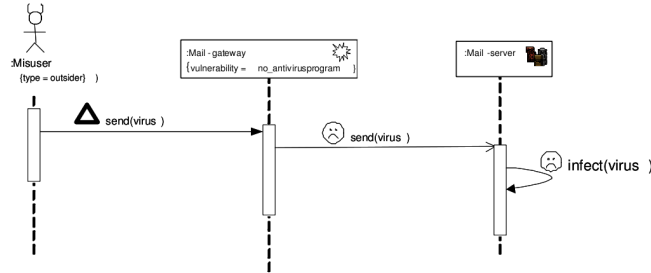 :Misuser
{type = outsider} )
:Mail - gateway
{vulnerability = no_antivirusprogram }
:Mail -server
send(virus )
send(virus )
infect(virus )